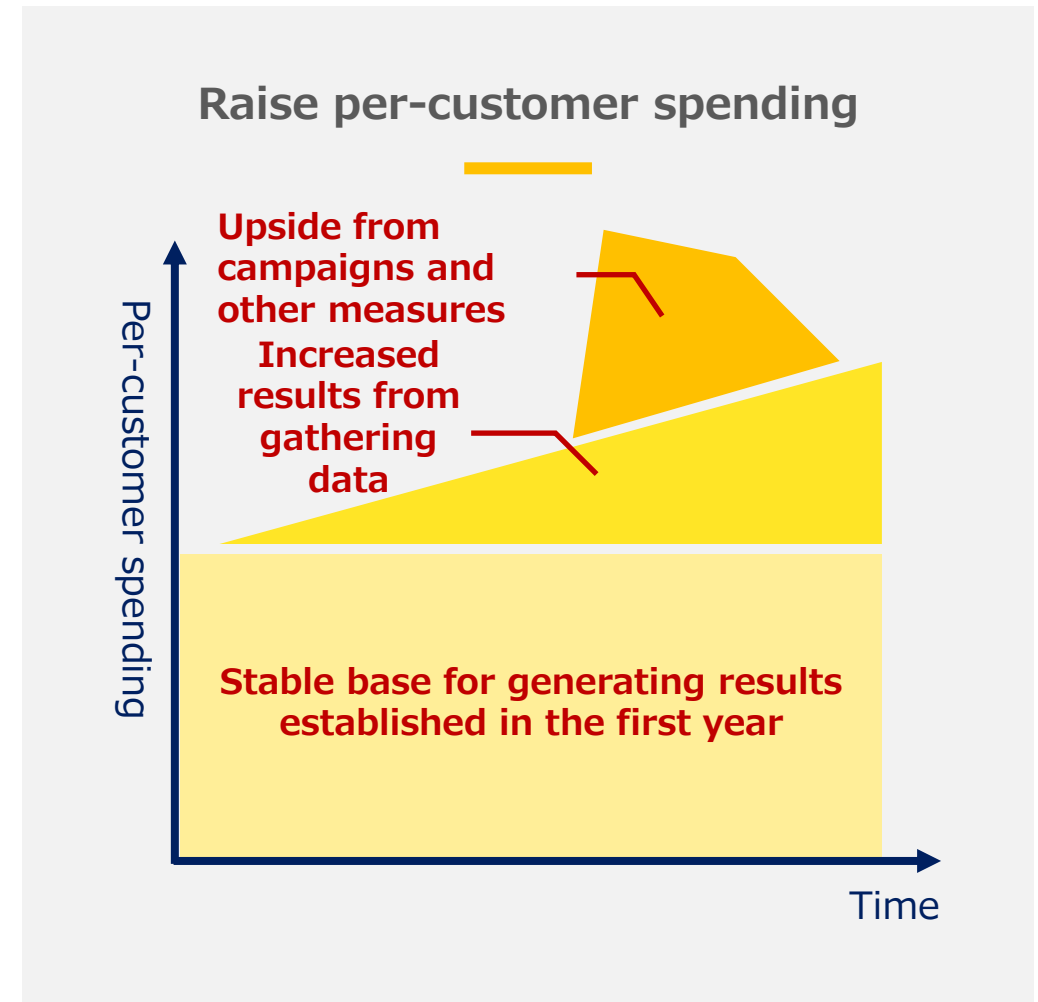 Raise per-customer spending
Upside from
campaigns and
other measures
Increased
results from
gathering
data
Per-customer spending
Stable base for generating results
established in the first year
Time